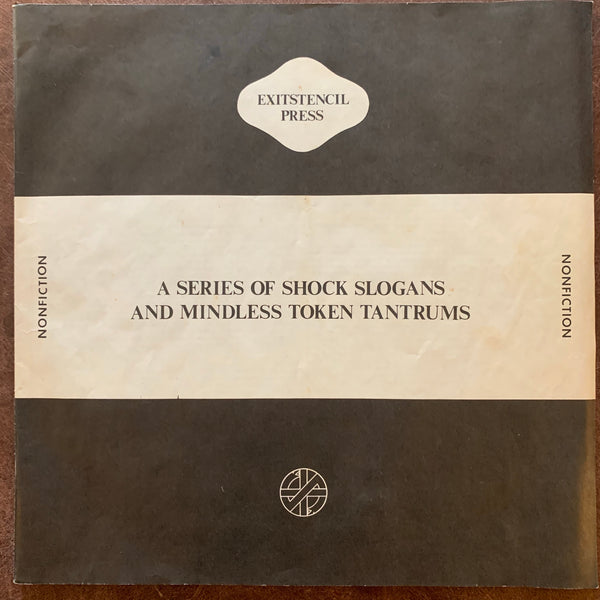 EXITSTENCIL
PRESS
NONFICTION
A SERIES OF SHOCK SLOGANS
AND MINDLESS TOKEN TANTRUMS
NONFICTION